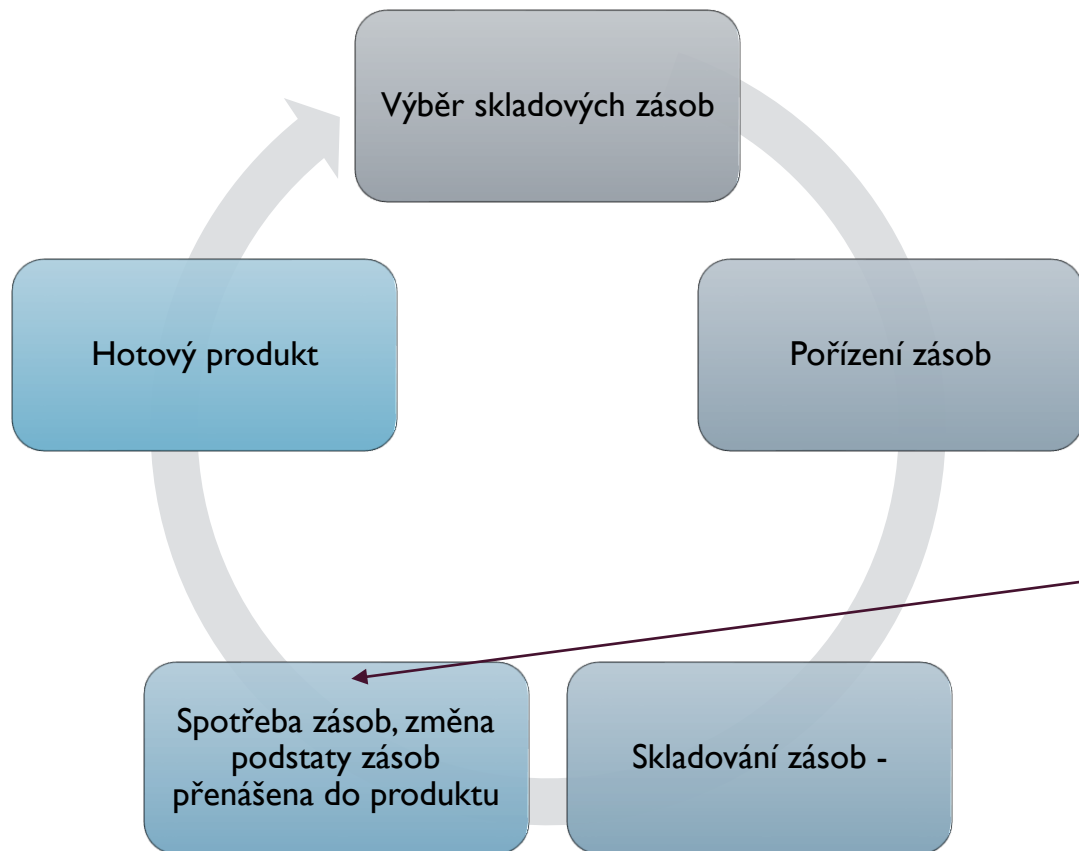 Výběr skladových zásob
Pořízení zásob
Skladování zásob -
Spotřeba zásob, změna
podstaty zásob
přenášena do produktu
Hotový produkt